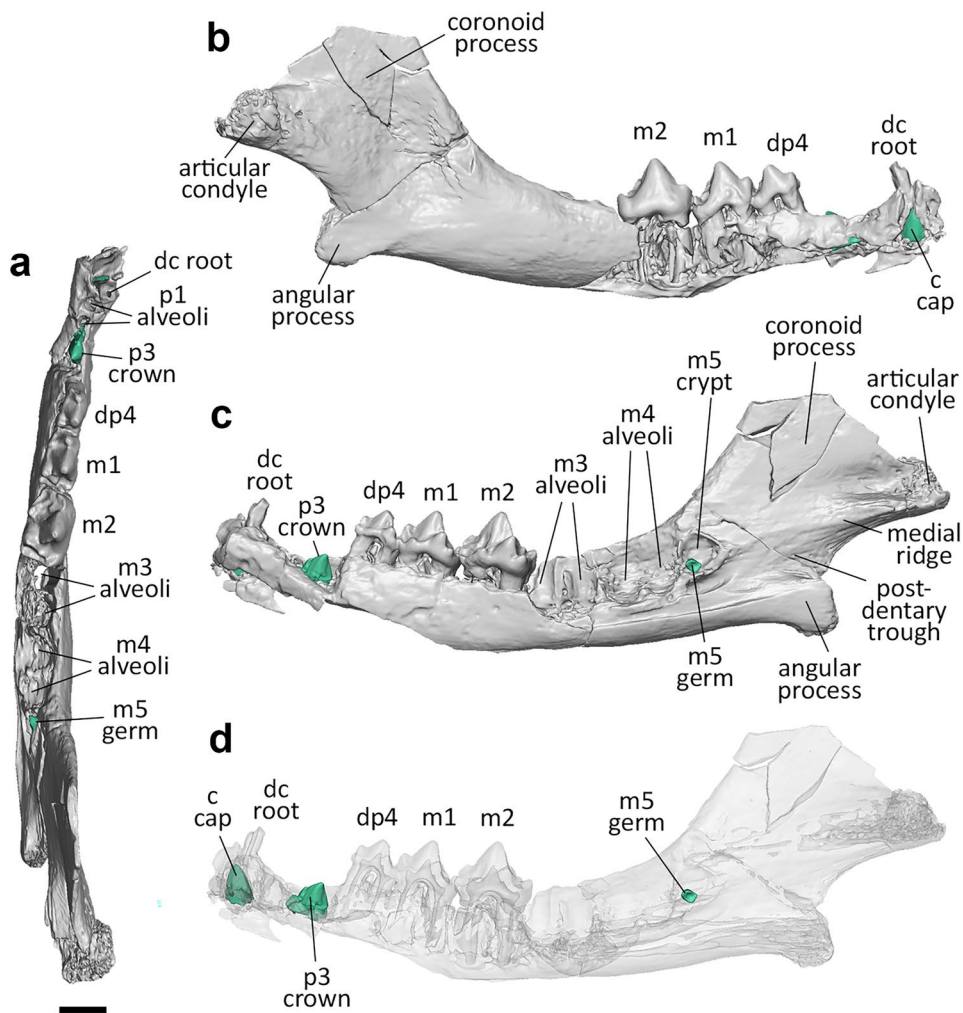 a
dc root
p1
alveoli
p3
crown
dp4
m1
m2
m3
alveoli
m4
alveoli
m5
germ
b
coronoid
process
articular
condyle
angular
process
m2
m1
dp4
dc
root
c
cap
c
dc
root
p3
crown
dp4
m1
m2
m3
alveoli
m4
alveoli
m5
crypt
coronoid
process
articular
condyle
medial
ridge
post-
dentary
trough
angular
process
m5
germ
d
c
cap
dc
root
dp4
m1
m2
m5
germ
p3
crown